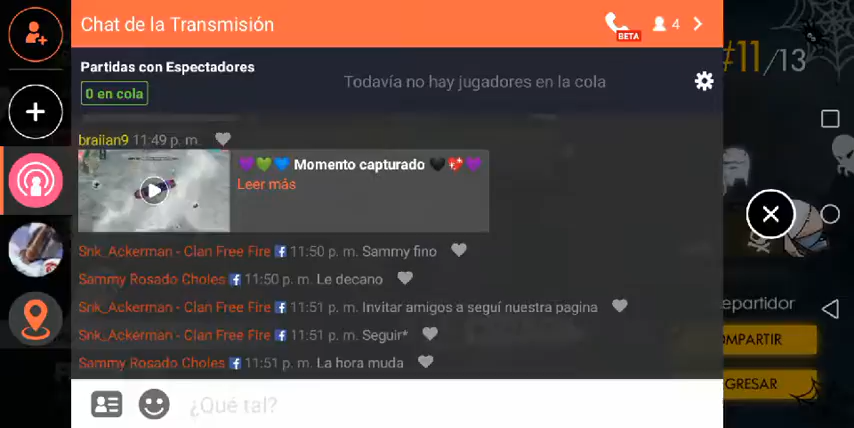 Chat de la Transmisión
BETA
4
#11/13
Partidas con Espectadores
0 en cola
Todavía no hay jugadores en la cola
braiian9 11:49 p. m.
💜💚💙 Momento capturado 🖤💖💜
Leer más
Snk_Ackerman - Clan Free Fire 11:50 p. m. Sammy fino
Sammy Rosado Choles 11:50 p. m. Le decano
Snk_Ackerman - Clan Free Fire 11:51 p. m. Invitar amigos a seguí nuestra pagina
epartidor
Snk_Ackerman - Clan Free Fire 11:51 p. m. Seguir*
OMPARTIR
Sammy Rosado Choles 11:51 p. m. La hora muda
GRESAR
¿Qué tal?